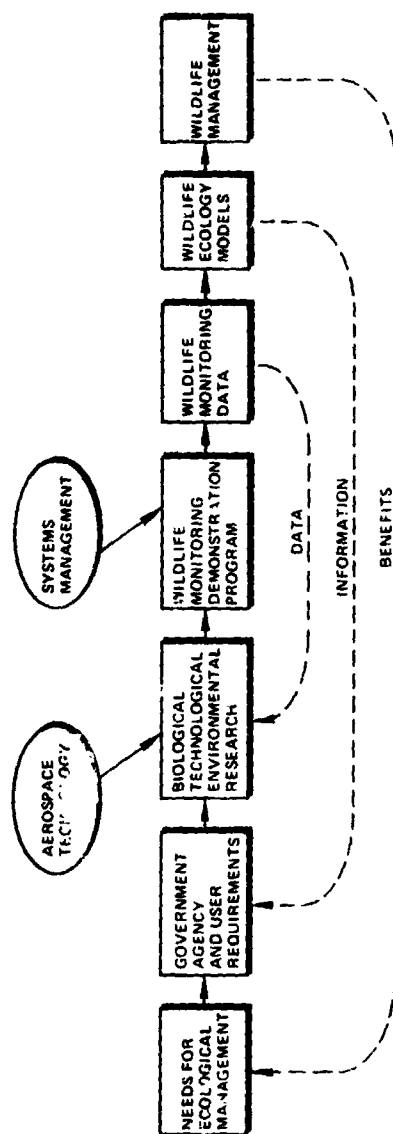 AEROSPACE
TECHNOLOGY
SYSTEMS
MANAGEMENT
NEEDS FOR
ECOLOGICAL
MANAGEMENT
GOVERNMENT
AGENCY
AND USER
REQUIREMENTS
BIOLOGICAL
TECHNOLOGICAL
ENVIRONMENTAL
RESEARCH
WILDLIFE
MONITORING
DEMONSTRATION
PROGRAM
WILDLIFE
MONITORING
DATA
WILDLIFE
ECOLOGY
MODELS
WILDLIFE
MANAGEMENT
DATA
INFORMATION
BENEFITS